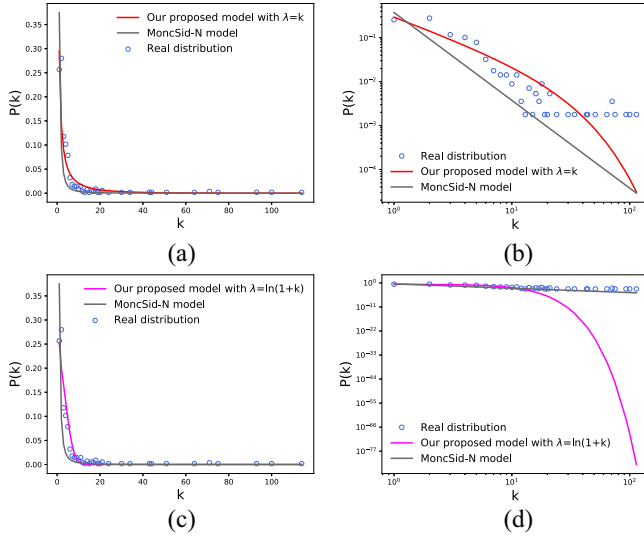 Our proposed model with λ=k
MoncSid-N model
Real distribution
P(k)
0.35
0.30
0.25
0.20
0.15
0.10
0.05
0.00
0 20 40 60 80 100
k
(a)
P(k)
10⁻¹
10⁻²
10⁻³
10⁻⁴
Real distribution
Our proposed model with λ=k
MoncSid-N model
10⁰ 10¹ 10²
k
(b)
Our proposed model with λ=ln(1+k)
MoncSid-N model
Real distribution
P(k)
0.35
0.30
0.25
0.20
0.15
0.10
0.05
0.00
0 20 40 60 80 100
k
(c)
P(k)
10⁰
10⁻¹¹
10⁻²²
10⁻³³
10⁻⁴⁴
10⁻⁵⁵
10⁻⁶⁶
10⁻⁷⁷
Real distribution
Our proposed model with λ=ln(1+k)
MoncSid-N model
10⁰ 10¹ 10²
k
(d)